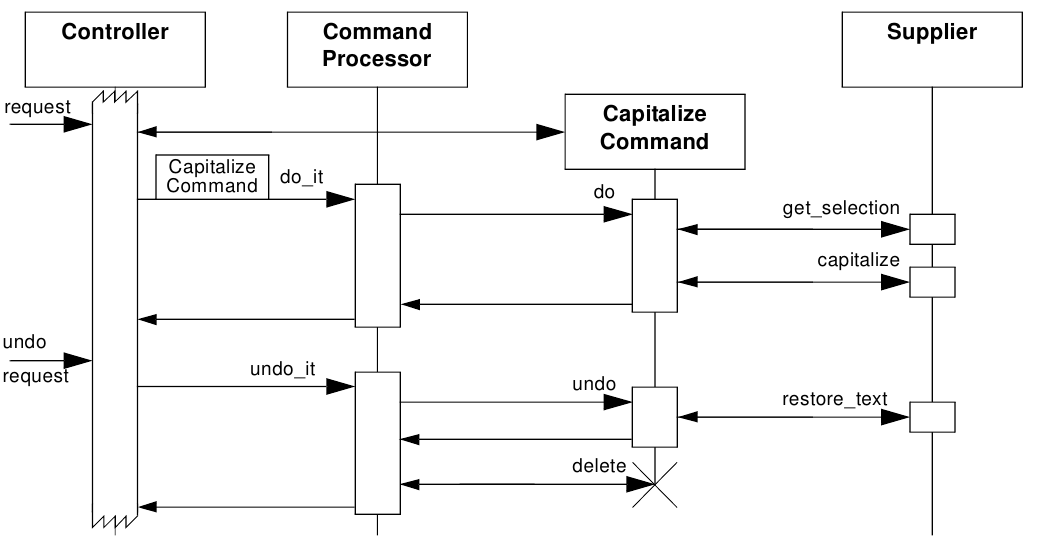 Controller
Command
Processor
Supplier
request
Capitalize
Command
Capitalize
Command
do_it
do
get_selection
capitalize
undo
request
undo_it
undo
restore_text
delete